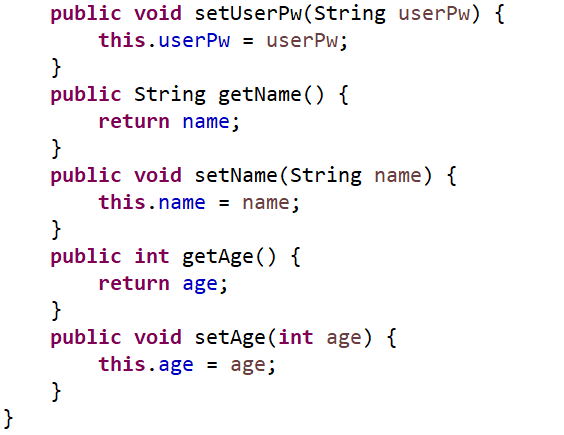 public void setUserPw(String userPw) {
        this.userPw = userPw;
    }
    public String getName() {
        return name;
    }
    public void setName(String name) {
        this.name = name;
    }
    public int getAge() {
        return age;
    }
    public void setAge(int age) {
        this.age = age;
    }
}